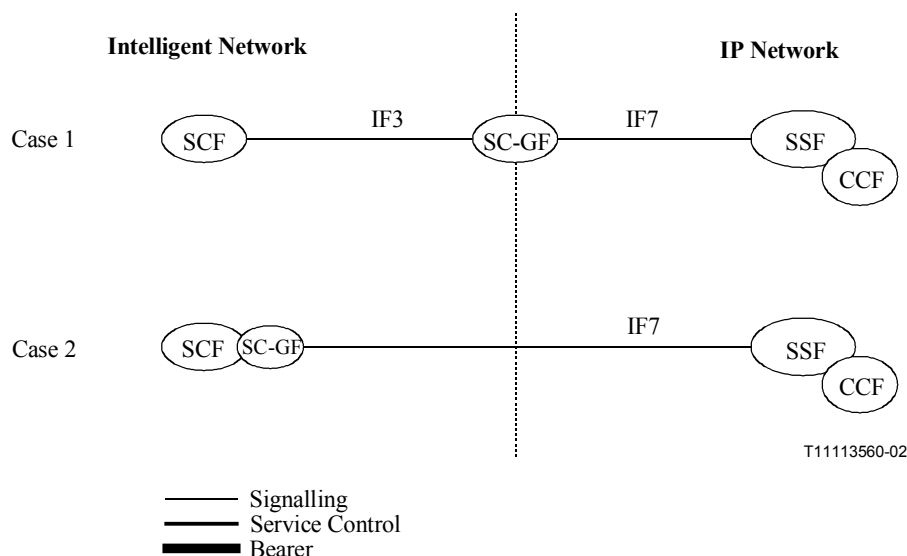 Intelligent Network
IP Network
Case 1
SCF
IF3
SC-GF
IF7
SSF
CCF
Case 2
SCF
SC-GF
IF7
SSF
CCF
T11113560-02
Signalling
Service Control
Bearer